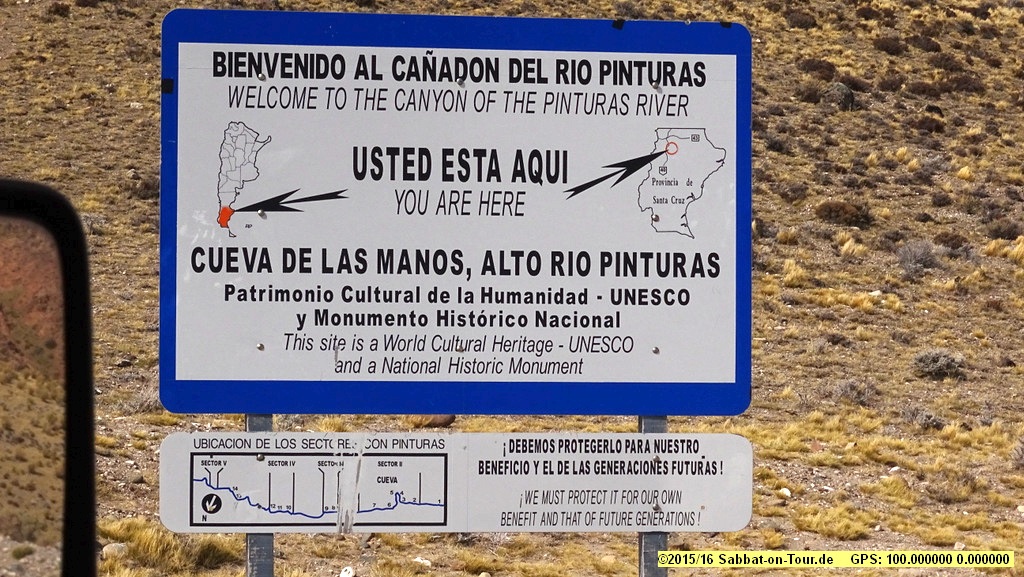 BIENVENIDO AL CAÑADON DEL RIO PINTURAS
WELCOME TO THE CANYON OF THE PINTURAS RIVER
USTED ESTA AQUI
YOU ARE HERE
43
Provincia de
Santa Cruz
CUEVA DE LAS MANOS, ALTO RIO PINTURAS
Patrimonio Cultural de la Humanidad - UNESCO
y Monumento Histórico Nacional
This site is a World Cultural Heritage - UNESCO
and a National Historic Monument
UBICACION DE LOS SECTO RE CON PINTURAS
SECTOR V SECTOR IV SECTO SECTOR II
CUEVA
N
¡DEBEMOS PROTEGERLO PARA NUESTRO
BENEFICIO Y EL DE LAS GENERACIONES FUTURAS!
¡WE MUST PROTECT IT FOR OUR OWN
BENEFIT AND THAT OF FUTURE GENERATIONS!
©2015/16 Sabbat-on-Tour.de GPS: 100.000000 0.000000